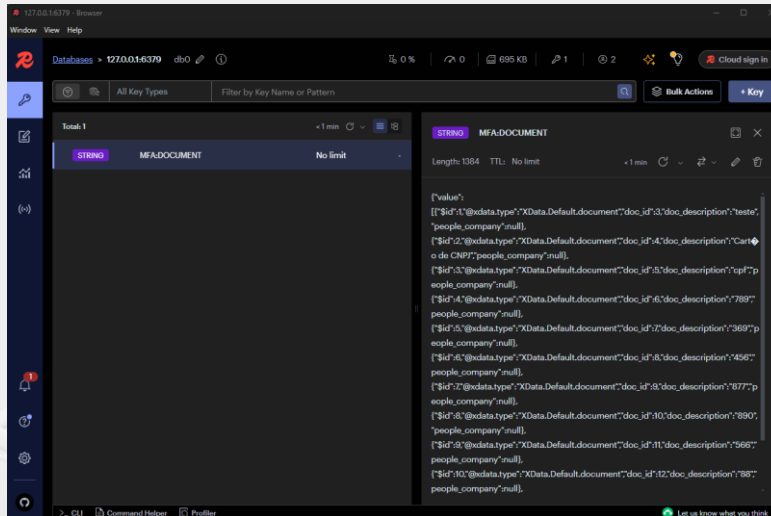 127.0.0.1:6379 - Browser
Window View Help
Databases > 127.0.0.1:6379 db0 0 % 0 695 KB 1 2 Cloud sign in
All Key Types Filter by Key Name or Pattern Bulk Actions + Key
Total: 1 <1 min
STRING MFA:DOCUMENT No limit -
STRING MFA:DOCUMENT
Length: 1384 TTL: No limit <1 min
{"value":
[{"$id":1,"@xdata.type":"XData.Default.document","doc_id":3,"doc_description":"teste",
"people_company":null},
{"$id":2,"@xdata.type":"XData.Default.document","doc_id":4,"doc_description":"Cart�
o de CNPJ","people_company":null},
{"$id":3,"@xdata.type":"XData.Default.document","doc_id":5,"doc_description":"cpf","p
eople_company":null},
{"$id":4,"@xdata.type":"XData.Default.document","doc_id":6,"doc_description":"789","
people_company":null},
{"$id":5,"@xdata.type":"XData.Default.document","doc_id":7,"doc_description":"369","p
eople_company":null},
{"$id":6,"@xdata.type":"XData.Default.document","doc_id":8,"doc_description":"456","
people_company":null},
{"$id":7,"@xdata.type":"XData.Default.document","doc_id":9,"doc_description":"877","p
eople_company":null},
{"$id":8,"@xdata.type":"XData.Default.document","doc_id":10,"doc_description":"890",
"people_company":null},
{"$id":9,"@xdata.type":"XData.Default.document","doc_id":11,"doc_description":"566","
people_company":null},
{"$id":10,"@xdata.type":"XData.Default.document","doc_id":12,"doc_description":"88","
people_company":null},
1
>_ CLI Command Helper Profiler Let us know what you think